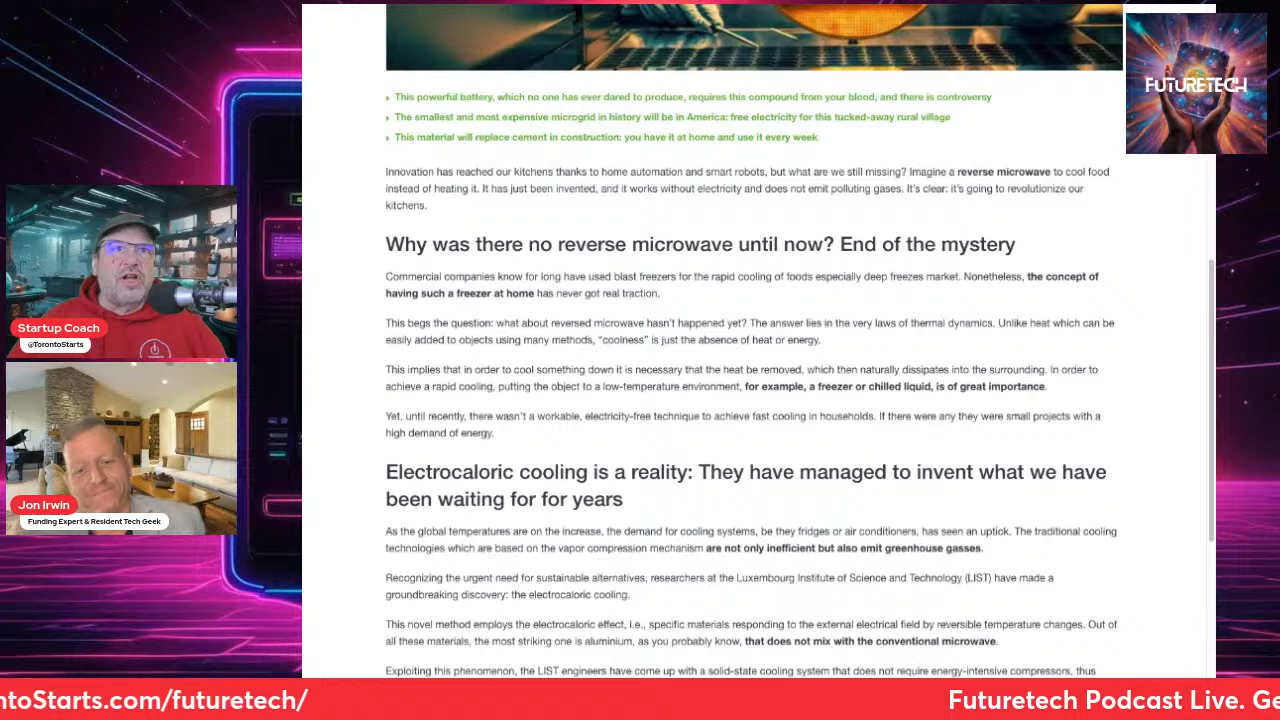 FUTURETECH
This powerful battery, which no one has ever dared to produce, requires this compound from your blood, and there is controversy
The smallest and most expensive microgrid in history will be in America: free electricity for this tucked-away rural village
This material will replace cement in construction: you have it at home and use it every week
Innovation has reached our kitchens thanks to home automation and smart robots, but what are we still missing? Imagine a reverse microwave to cool food
instead of heating it. It has just been invented, and it works without electricity and does not emit polluting gases. It's clear: it's going to revolutionize our
kitchens.
Why was there no reverse microwave until now? End of the mystery
Commercial companies know for long have used blast freezers for the rapid cooling of foods especially deep freezes market. Nonetheless, the concept of
having such a freezer at home has never got real traction.
This begs the question: what about reversed microwave hasn't happened yet? The answer lies in the very laws of thermal dynamics. Unlike heat which can be
easily added to objects using many methods, "coolness" is just the absence of heat or energy.
This implies that in order to cool something down it is necessary that the heat be removed, which then naturally dissipates into the surrounding. In order to
achieve a rapid cooling, putting the object to a low-temperature environment, for example, a freezer or chilled liquid, is of great importance.
Yet, until recently, there wasn't a workable, electricity-free technique to achieve fast cooling in households. If there were any they were small projects with a
high demand of energy.
Electrocaloric cooling is a reality: They have managed to invent what we have
been waiting for for years
As the global temperatures are on the increase, the demand for cooling systems, be they fridges or air conditioners, has seen an uptick. The traditional cooling
technologies which are based on the vapor compression mechanism are not only inefficient but also emit greenhouse gasses.
Recognizing the urgent need for sustainable alternatives, researchers at the Luxembourg Institute of Science and Technology (LIST) have made a
groundbreaking discovery: the electrocaloric cooling.
This novel method employs the electrocaloric effect, i.e., specific materials responding to the external electrical field by reversible temperature changes. Out of
all these materials, the most striking one is aluminium, as you probably know, that does not mix with the conventional microwave.
Exploiting this phenomenon, the LIST engineers have come up with a solid-state cooling system that does not require energy-intensive compressors, thus
Startup Coach
@TorontoStarts
Jon Irwin
Funding Expert & Resident Tech Geek
ntoStarts.com/futuretech/
Futuretech Podcast Live. Ge